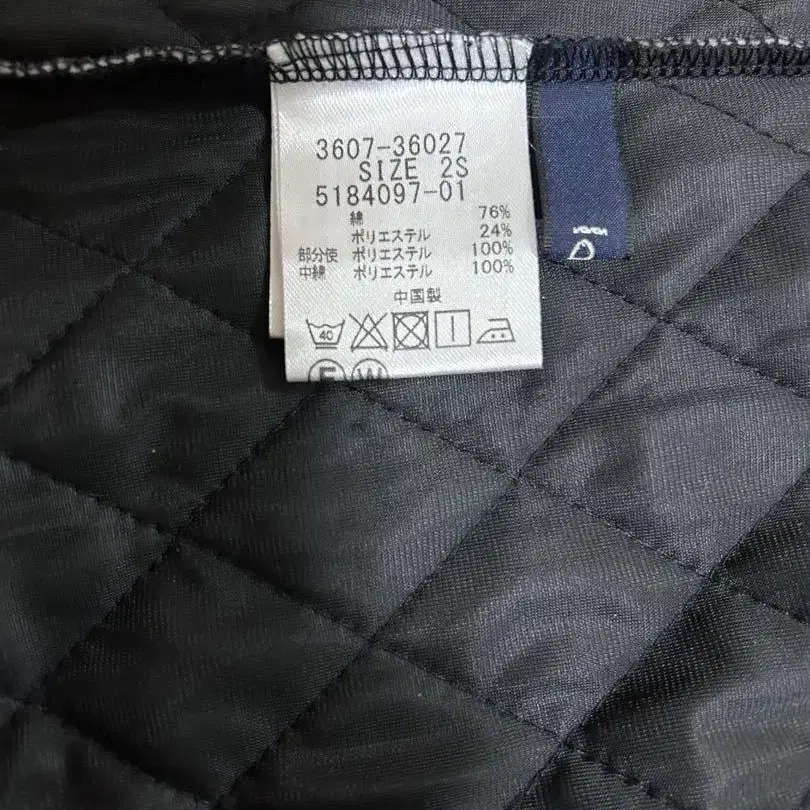 3607-36027
SIZE 2S
5184097-01
綿 76%
ポリエステル 24%
部分使 ポリエステル 100%
中綿 ポリエステル 100%
中国製
40
W